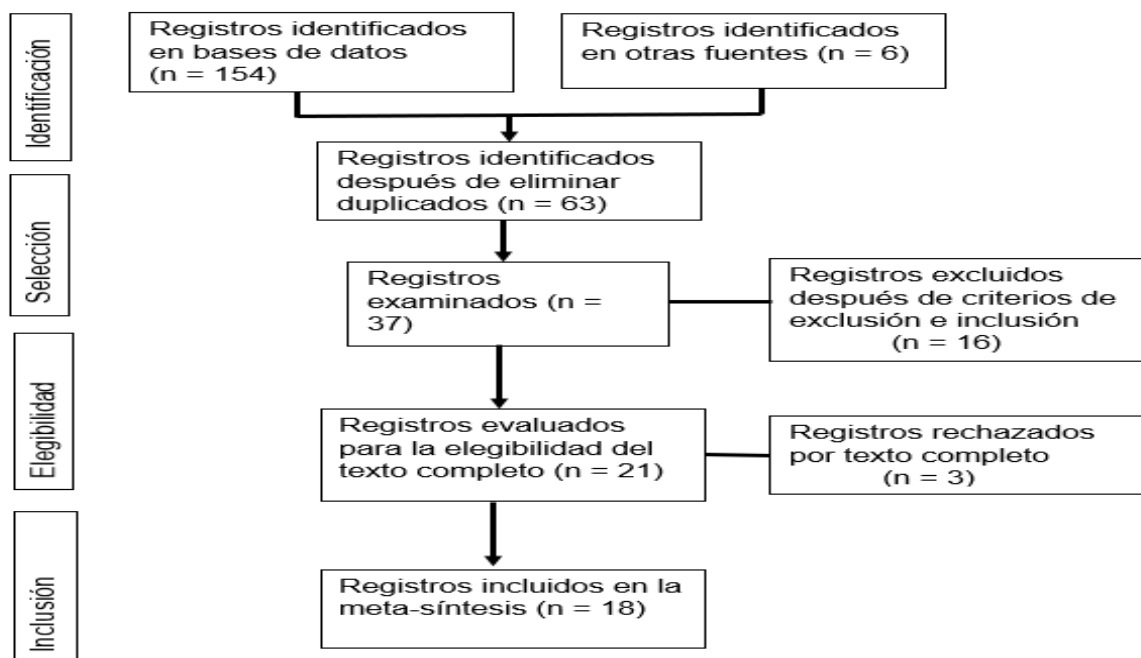 Identificación
Registros identificados
en bases de datos
(n = 154)
Registros identificados
en otras fuentes (n = 6)
Registros identificados
después de eliminar
duplicados (n = 63)
Selección
Registros
examinados (n =
37)
Registros excluidos
después de criterios de
exclusión e inclusión
(n = 16)
Elegibilidad
Registros evaluados
para la elegibilidad del
texto completo (n = 21)
Registros rechazados
por texto completo
(n = 3)
Inclusión
Registros incluidos en la
meta-síntesis (n = 18)